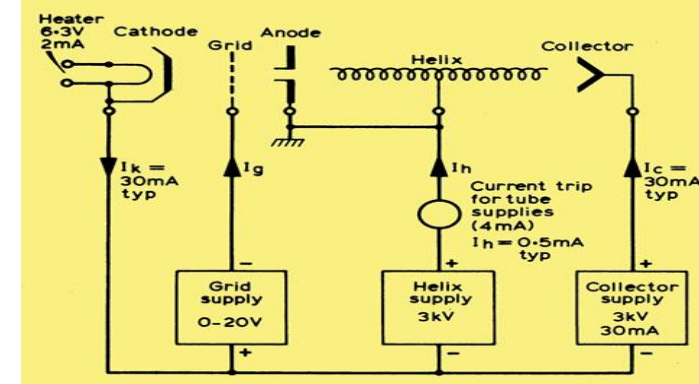 Heater
6·3V
2mA
Cathode
Grid
Anode
Helix
Collector
Ik =
30mA
typ
Ig
Ih
Current trip
for tube
supplies
(4mA)
Ih = 0·5mA
typ
Ic =
30mA
typ
−
+
+
Grid
supply
0-20V
Helix
supply
3kV
Collector
supply
3kV
30mA
+
−
−